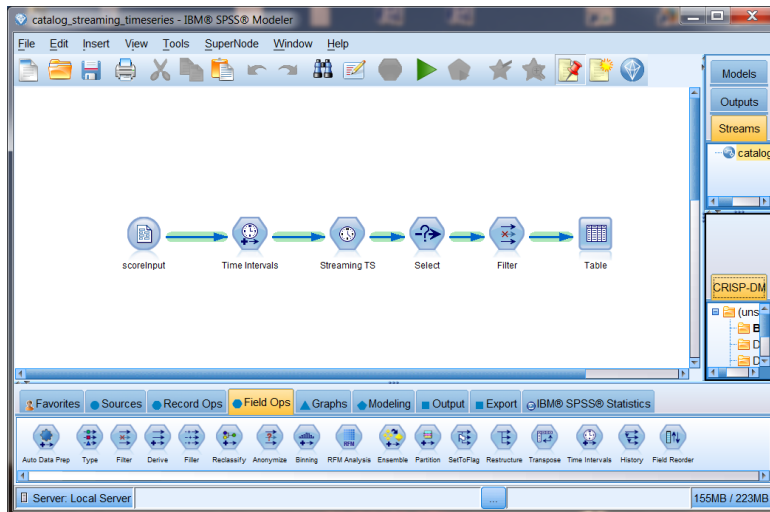 catalog_streaming_timeseries - IBM® SPSS® Modeler
File Edit Insert View Tools SuperNode Window Help
Models
Outputs
Streams
catalog
scoreInput Time Intervals Streaming TS Select Filter Table
CRISP-DM
(uns
B
D
D
Favorites Sources Record Ops Field Ops Graphs Modeling Output Export IBM® SPSS® Statistics
RFM
Auto Data Prep Type Filter Derive Filler Reclassify Anonymize Binning RFM Analysis Ensemble Partition SetToFlag Restructure Transpose Time Intervals History Field Reorder
Server: Local Server ... 155MB / 223MB